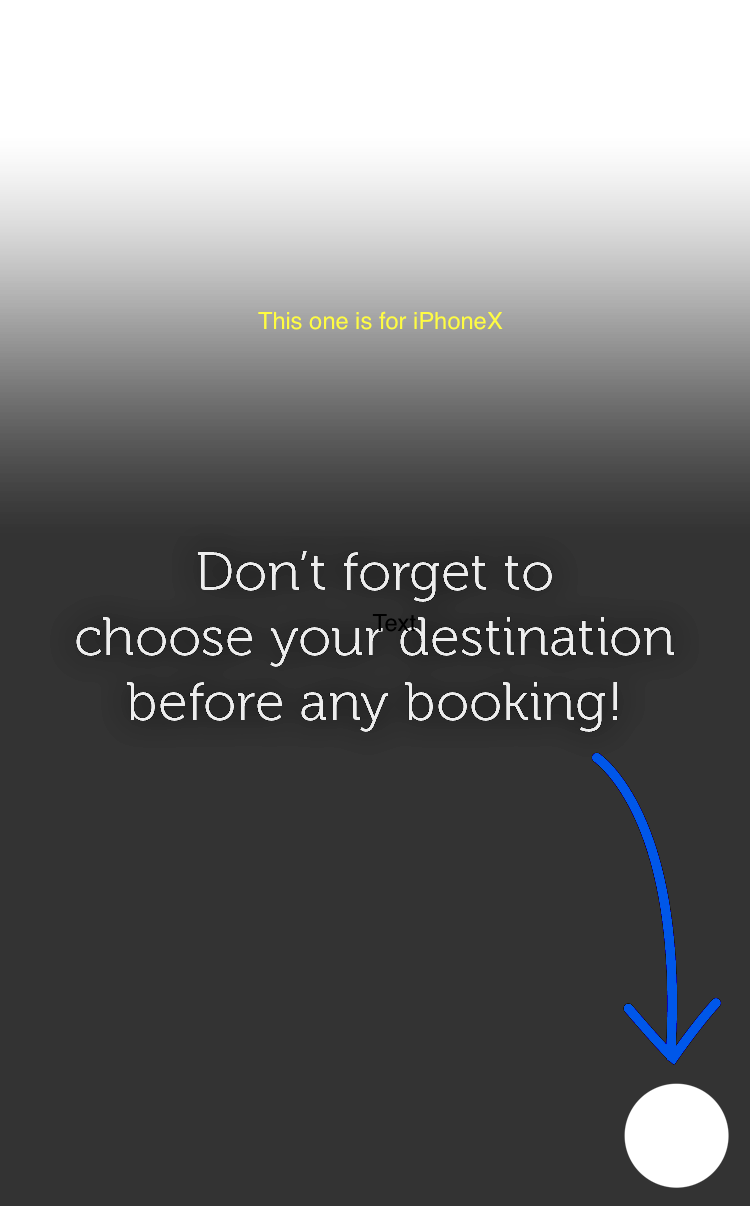 This one is for iPhoneX
Don’t forget to
Text
choose your destination
before any booking!